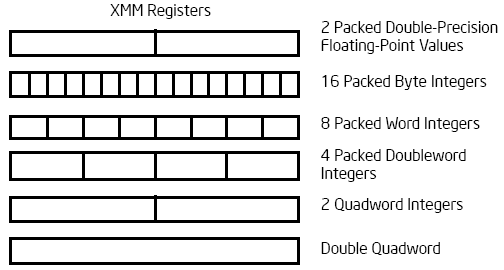 XMM Registers
2 Packed Double-Precision
Floating-Point Values
16 Packed Byte Integers
8 Packed Word Integers
4 Packed Doubleword
Integers
2 Quadword Integers
Double Quadword